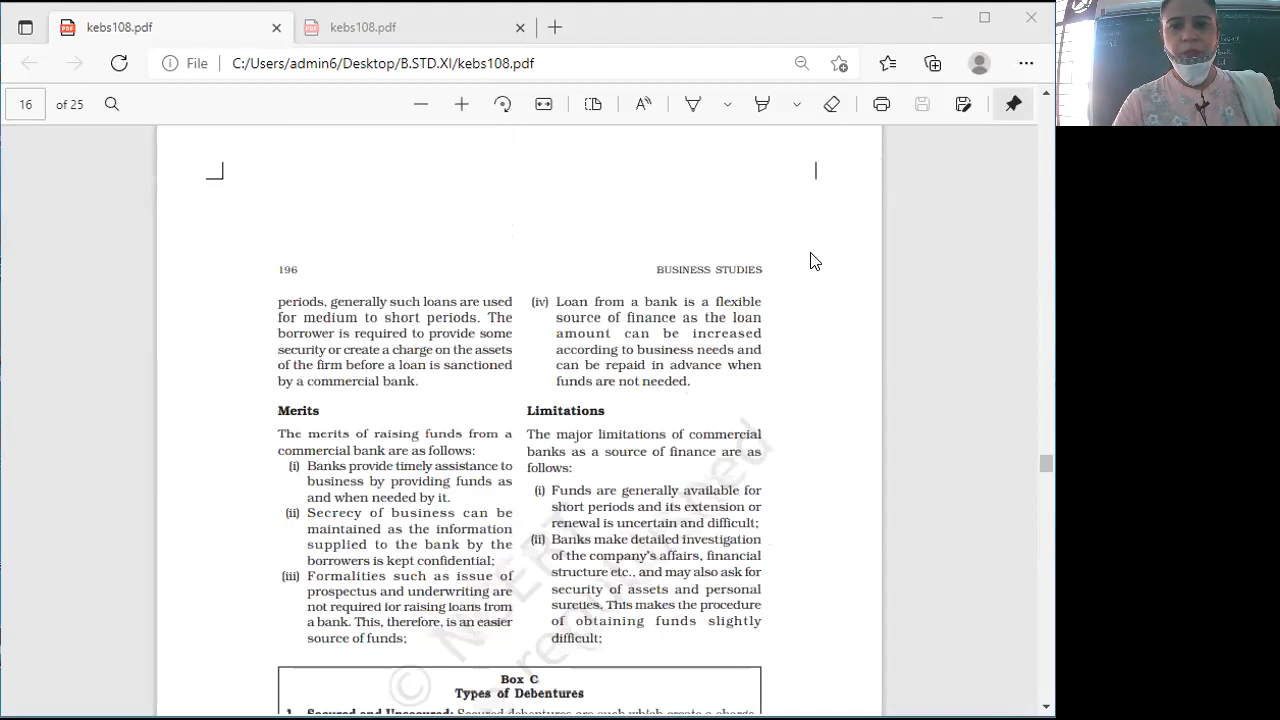 kebs108.pdf
kebs108.pdf
File
C:/Users/admin6/Desktop/B.STD.XI/kebs108.pdf
16 of 25
196
BUSINESS STUDIES
periods, generally such loans are used
for medium to short periods. The
borrower is required to provide some
security or create a charge on the assets
of the firm before a loan is sanctioned
by a commercial bank.
Merits
The merits of raising funds from a
commercial bank are as follows:
(i) Banks provide timely assistance to
business by providing funds as
and when needed by it.
(ii) Secrecy of business can be
maintained as the information
supplied to the bank by the
borrowers is kept confidential;
(iii) Formalities such as issue of
prospectus and underwriting are
not required for raising loans from
a bank. This, therefore, is an easier
source of funds;
(iv) Loan from a bank is a flexible
source of finance as the loan
amount can be increased
according to business needs and
can be repaid in advance when
funds are not needed.
Limitations
The major limitations of commercial
banks as a source of finance are as
follows:
(i) Funds are generally available for
short periods and its extension or
renewal is uncertain and difficult;
(ii) Banks make detailed investigation
of the company's affairs, financial
structure etc., and may also ask for
security of assets and personal
sureties. This makes the procedure
of obtaining funds slightly
difficult;
Box C
Types of Debentures
1. Secured and Unsecured: Secured debentures are such which create a charge
© NCERT